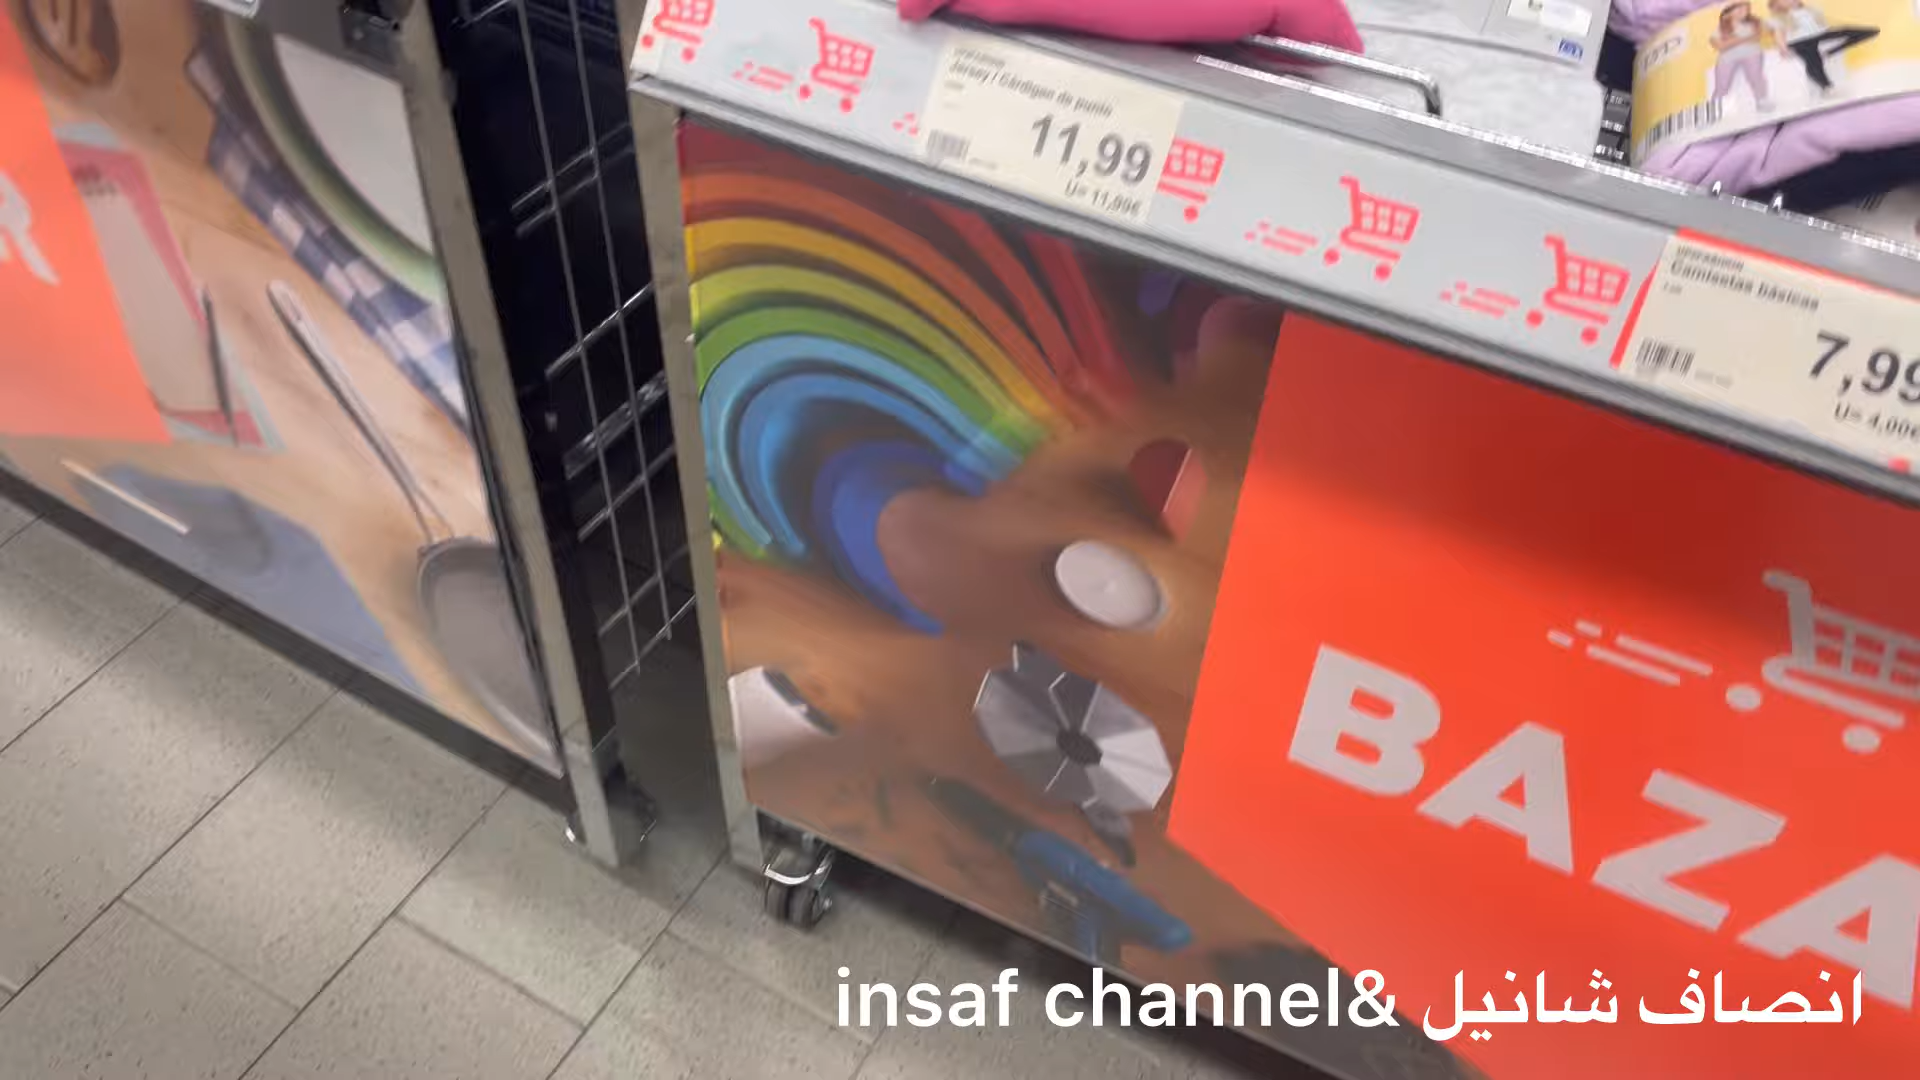 Jersey / Cárdigan de punto
11,99
U= 11,99€
Camisetas básicas
7,99
U= 4,00€
R
BAZA
insaf channel& انصاف شانيل